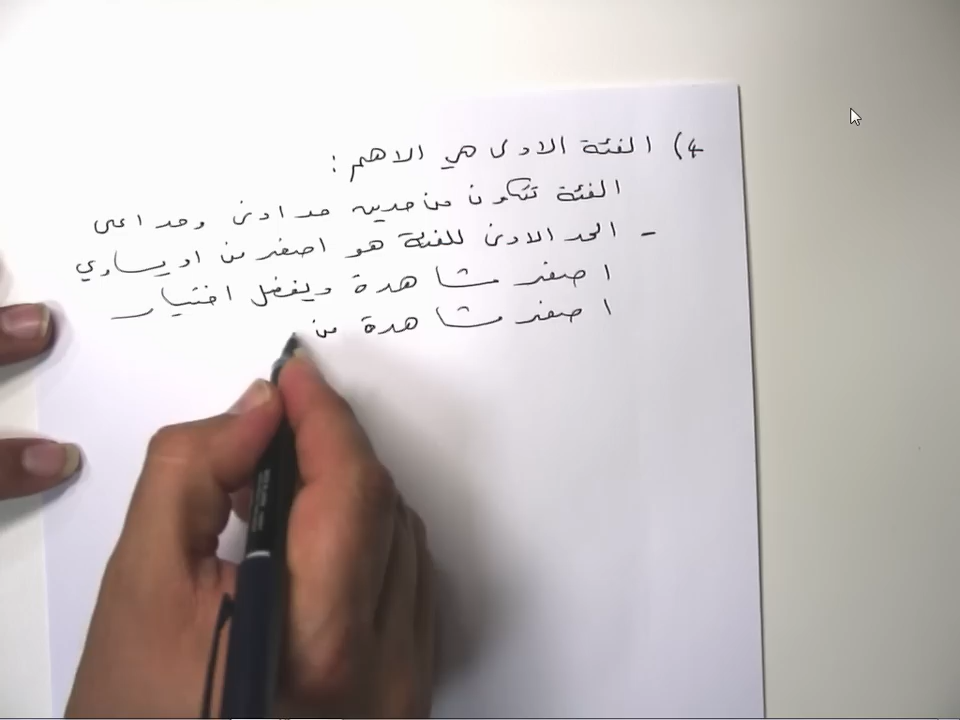 4) الفئة الاولى هي الاهم :
الفئة تتكون من حدين حد ادنى وحد اعلى
- الحد الادنى للفئة هو اصغر من او يساوي
اصغر مشاهدة ويفضل اختيار
اصغر مشاهدة من